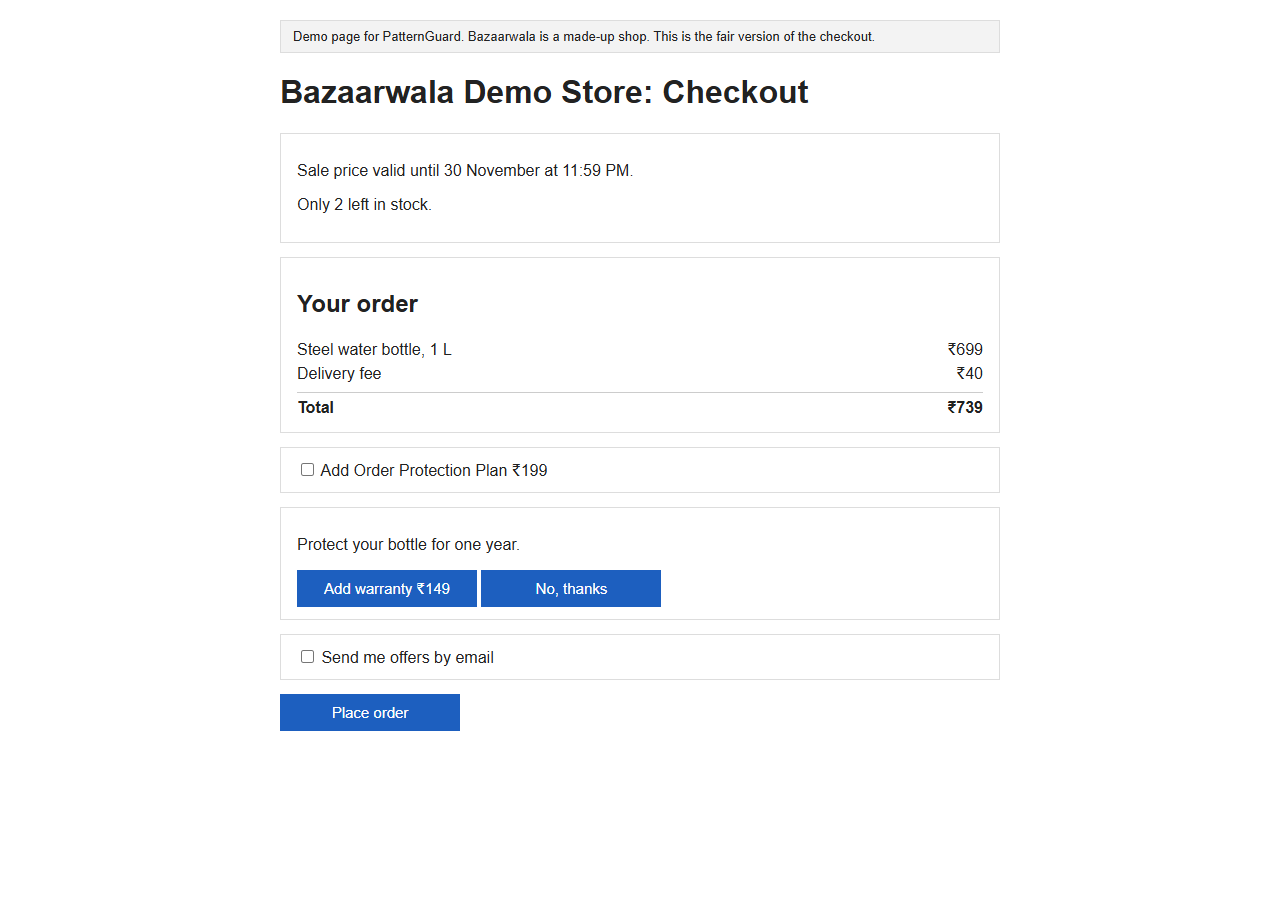 Demo page for PatternGuard. Bazaarwala is a made-up shop. This is the fair version of the checkout.
Bazaarwala Demo Store: Checkout
Sale price valid until 30 November at 11:59 PM.
Only 2 left in stock.
Your order
Steel water bottle, 1 L ₹699
Delivery fee ₹40
Total ₹739
Add Order Protection Plan ₹199
Protect your bottle for one year.
Add warranty ₹149 No, thanks
Send me offers by email
Place order